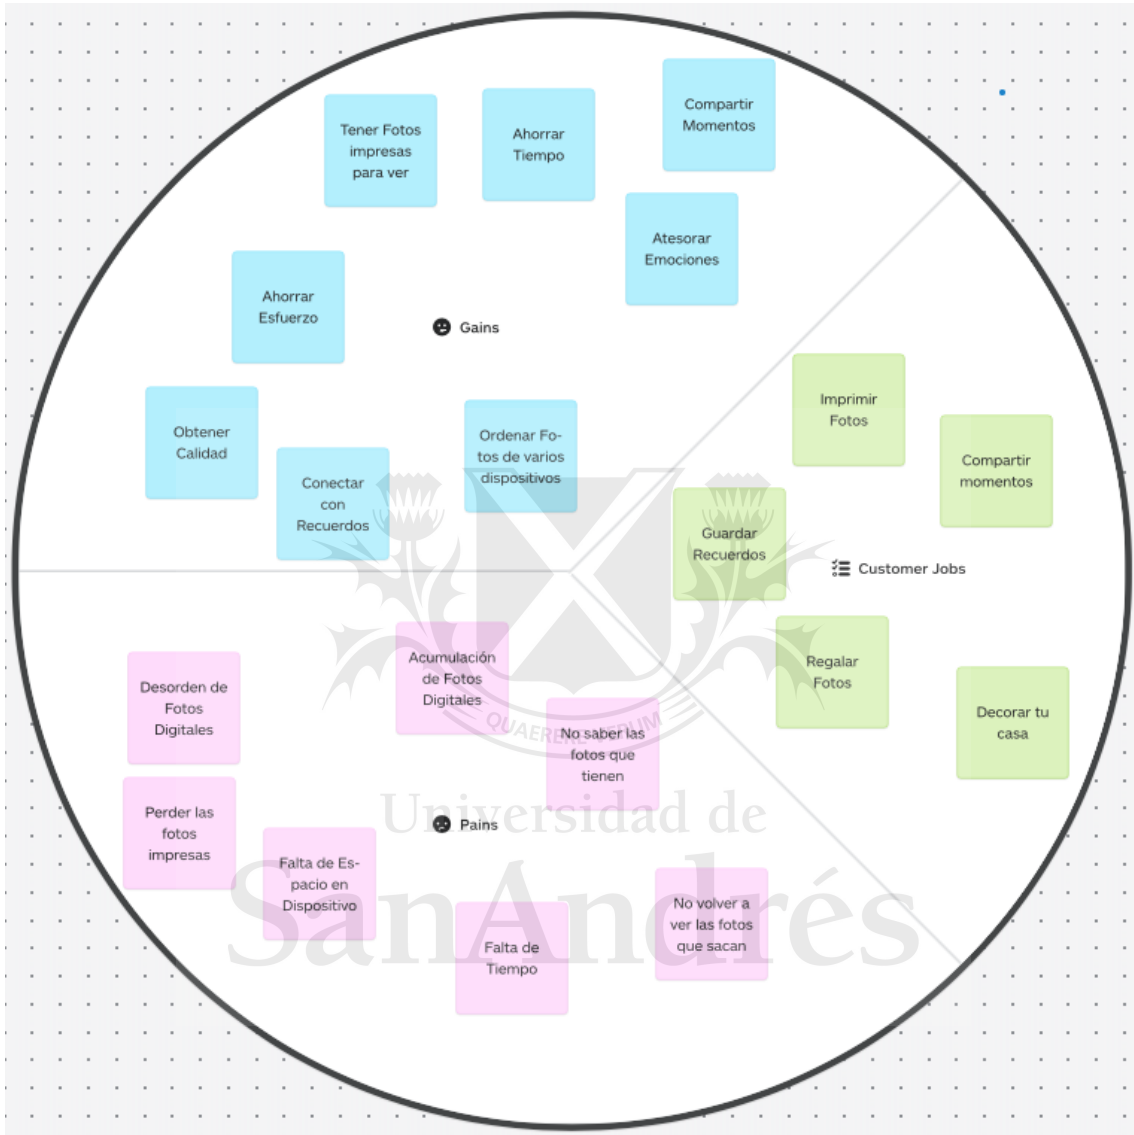 Tener Fotos
impresas
para ver
Ahorrar
Tiempo
Compartir
Momentos
Atesorar
Emociones
Ahorrar
Esfuerzo
Gains
Obtener
Calidad
Conectar
con
Recuerdos
Ordenar Fo-
tos de varios
dispositivos
Imprimir
Fotos
Compartir
momentos
Guardar
Recuerdos
Customer Jobs
Regalar
Fotos
Decorar tu
casa
Desorden de
Fotos
Digitales
Acumulación
de Fotos
Digitales
No saber las
fotos que
tienen
Perder las
fotos
impresas
Pains
Falta de Es-
pacio en
Dispositivo
Falta de
Tiempo
No volver a
ver las fotos
que sacan
QUAERERE VERUM
Universidad de
SanAndrés